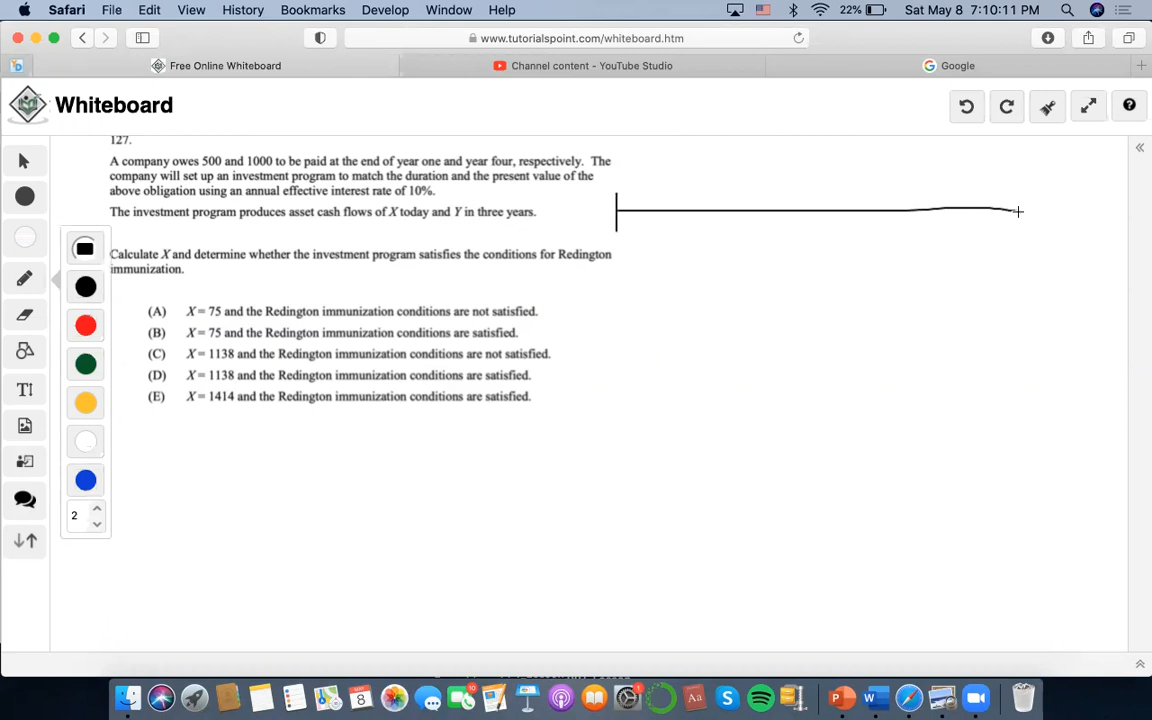 Safari File Edit View History Bookmarks Develop Window Help 22% Sat May 8 7:10:11 PM
www.tutorialspoint.com/whiteboard.htm
Free Online Whiteboard Channel content - YouTube Studio Google
Whiteboard
127.
A company owes 500 and 1000 to be paid at the end of year one and year four, respectively. The
company will set up an investment program to match the duration and the present value of the
above obligation using an annual effective interest rate of 10%.
The investment program produces asset cash flows of X today and Y in three years.
Calculate X and determine whether the investment program satisfies the conditions for Redington
immunization.
(A) X = 75 and the Redington immunization conditions are not satisfied.
(B) X = 75 and the Redington immunization conditions are satisfied.
(C) X = 1138 and the Redington immunization conditions are not satisfied.
(D) X = 1138 and the Redington immunization conditions are satisfied.
(E) X = 1414 and the Redington immunization conditions are satisfied.
2